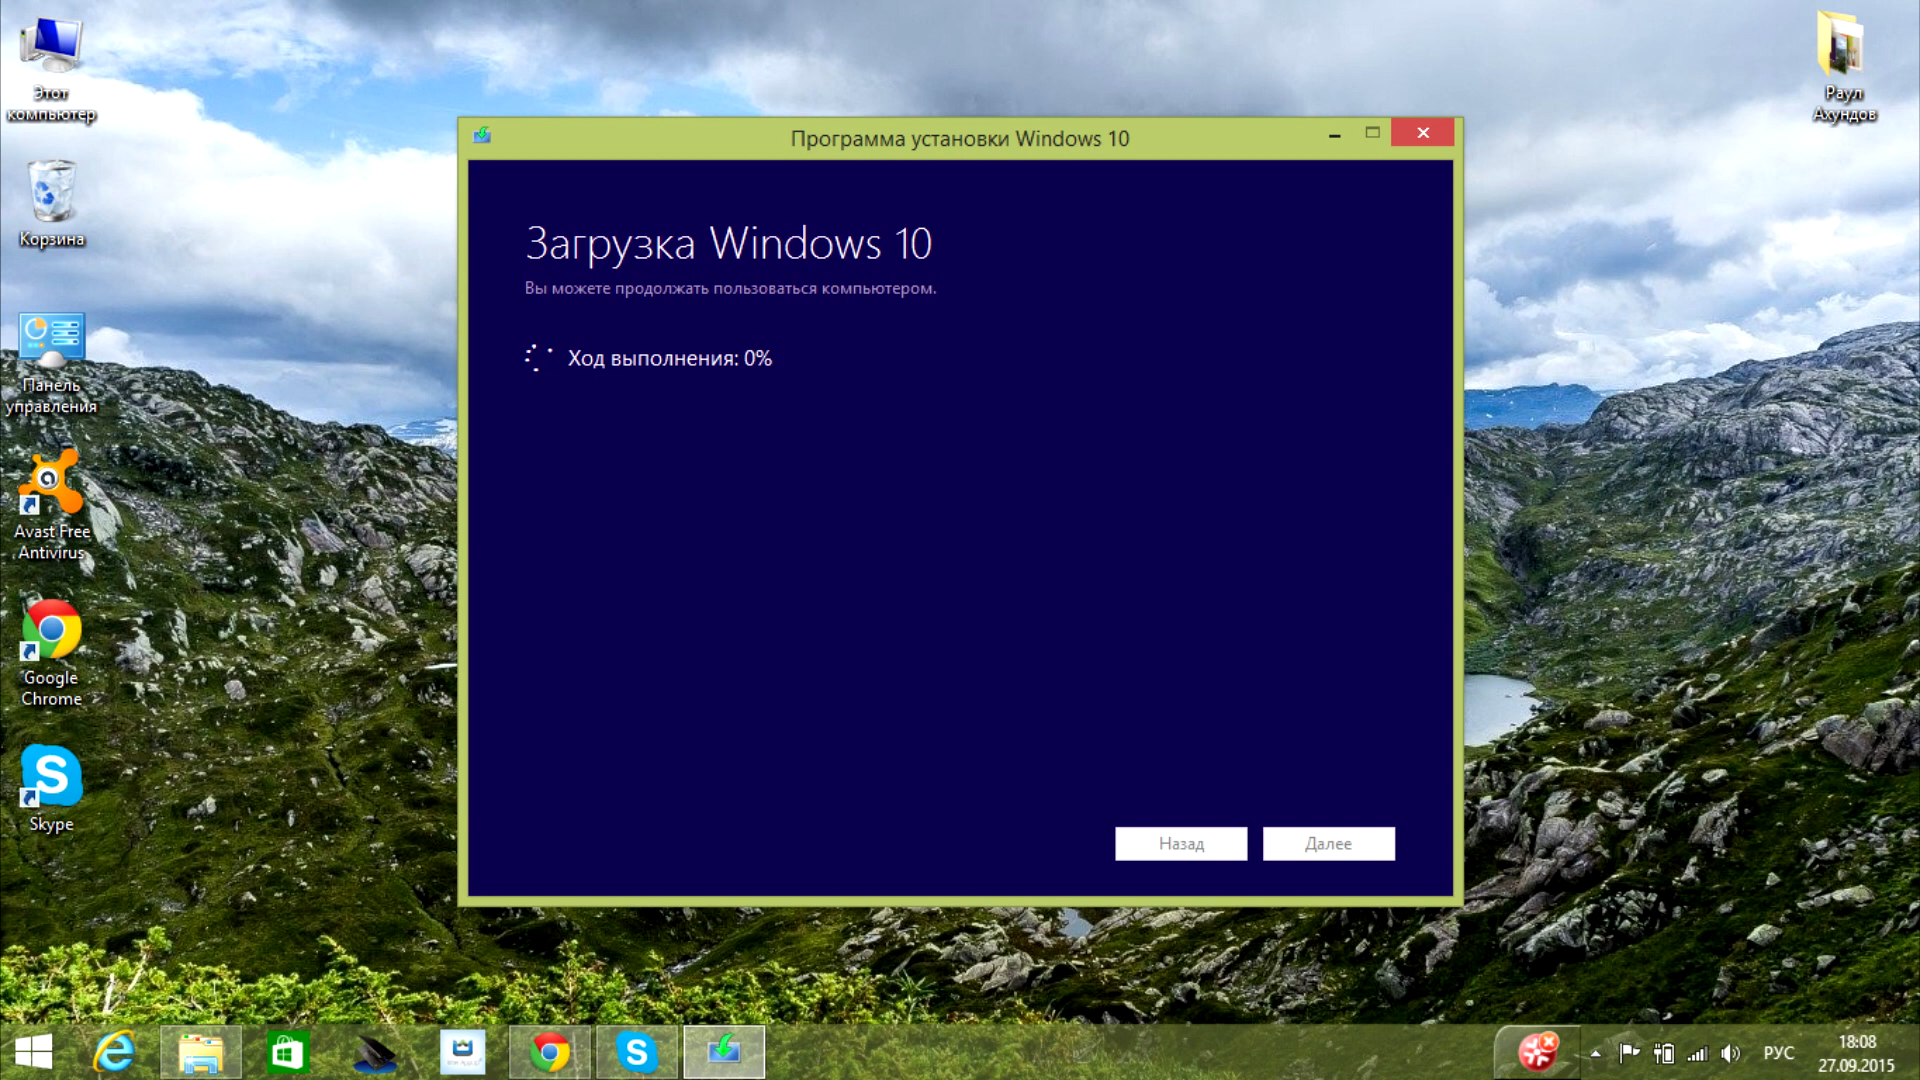 Этот
компьютер
Корзина
Панель
управления
Avast Free
Antivirus
Google
Chrome
Skype
Раул
Ахундов
Программа установки Windows 10
Загрузка Windows 10
Вы можете продолжать пользоваться компьютером.
Ход выполнения: 0%
Назад
Далее
РУС
18:08
27.09.2015